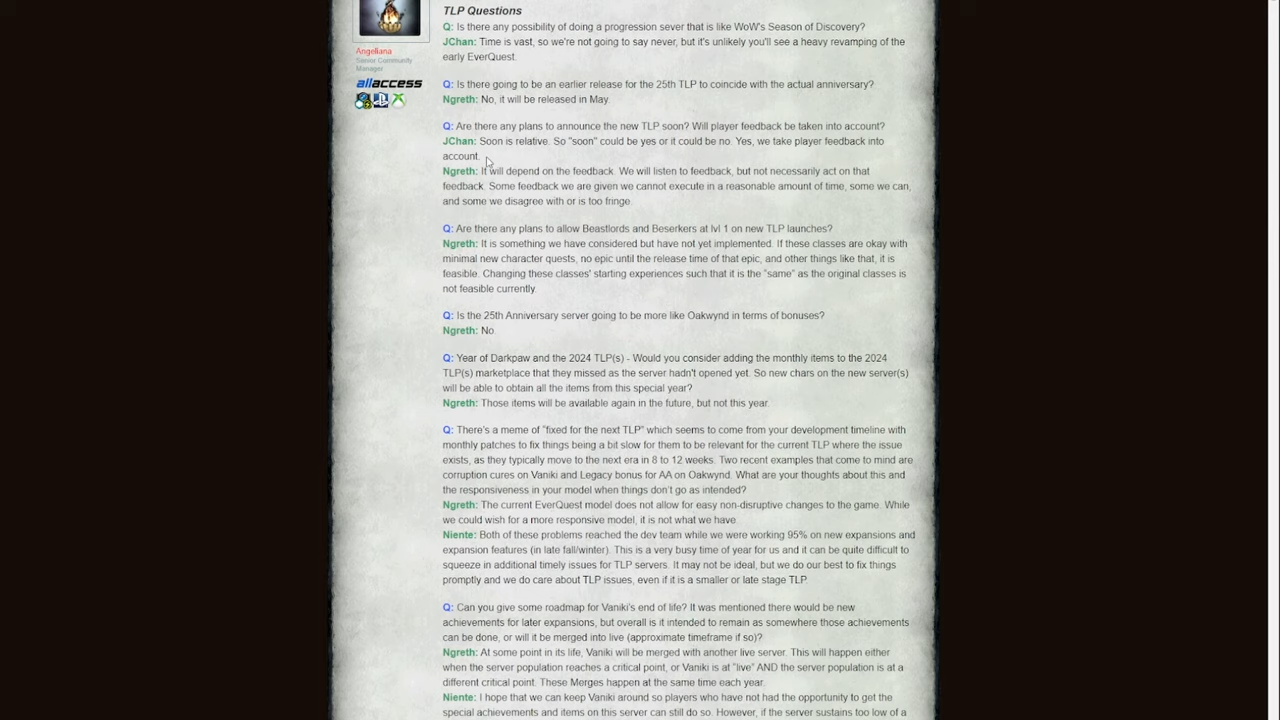 TLP Questions
Q: Is there any possibility of doing a progression sever that is like WoW's Season of Discovery?
JChan: Time is vast, so we're not going to say never, but it's unlikely you'll see a heavy revamping of the
early EverQuest.
Angeliana
Senior Community
Manager
allaccess
Q: Is there going to be an earlier release for the 25th TLP to coincide with the actual anniversary?
Ngreth: No, it will be released in May.
Q: Are there any plans to announce the new TLP soon? Will player feedback be taken into account?
JChan: Soon is relative. So "soon" could be yes or it could be no. Yes, we take player feedback into
account.
Ngreth: It will depend on the feedback. We will listen to feedback, but not necessarily act on that
feedback. Some feedback we are given we cannot execute in a reasonable amount of time, some we can,
and some we disagree with or is too fringe.
Q: Are there any plans to allow Beastlords and Beserkers at lvl 1 on new TLP launches?
Ngreth: It is something we have considered but have not yet implemented. If these classes are okay with
minimal new character quests, no epic until the release time of that epic, and other things like that, it is
feasible. Changing these classes' starting experiences such that it is the "same" as the original classes is
not feasible currently.
Q: Is the 25th Anniversary server going to be more like Oakwynd in terms of bonuses?
Ngreth: No.
Q: Year of Darkpaw and the 2024 TLP(s) - Would you consider adding the monthly items to the 2024
TLP(s) marketplace that they missed as the server hadn't opened yet. So new chars on the new server(s)
will be able to obtain all the items from this special year?
Ngreth: Those items will be available again in the future, but not this year.
Q: There's a meme of "fixed for the next TLP" which seems to come from your development timeline with
monthly patches to fix things being a bit slow for them to be relevant for the current TLP where the issue
exists, as they typically move to the next era in 8 to 12 weeks. Two recent examples that come to mind are
corruption cures on Vaniki and Legacy bonus for AA on Oakwynd. What are your thoughts about this and
the responsiveness in your model when things don't go as intended?
Ngreth: The current EverQuest model does not allow for easy non-disruptive changes to the game. While
we could wish for a more responsive model, it is not what we have.
Niente: Both of these problems reached the dev team while we were working 95% on new expansions and
expansion features (in late fall/winter). This is a very busy time of year for us and it can be quite difficult to
squeeze in additional timely issues for TLP servers. It may not be ideal, but we do our best to fix things
promptly and we do care about TLP issues, even if it is a smaller or late stage TLP.
Q: Can you give some roadmap for Vaniki's end of life? It was mentioned there would be new
achievements for later expansions, but overall is it intended to remain as somewhere those achievements
can be done, or will it be merged into live (approximate timeframe if so)?
Ngreth: At some point in its life, Vaniki will be merged with another live server. This will happen either
when the server population reaches a critical point, or Vaniki is at "live" AND the server population is at a
different critical point. These Merges happen at the same time each year.
Niente: I hope that we can keep Vaniki around so players who have not had the opportunity to get the
special achievements and items on this server can still do so. However, if the server sustains too low of a